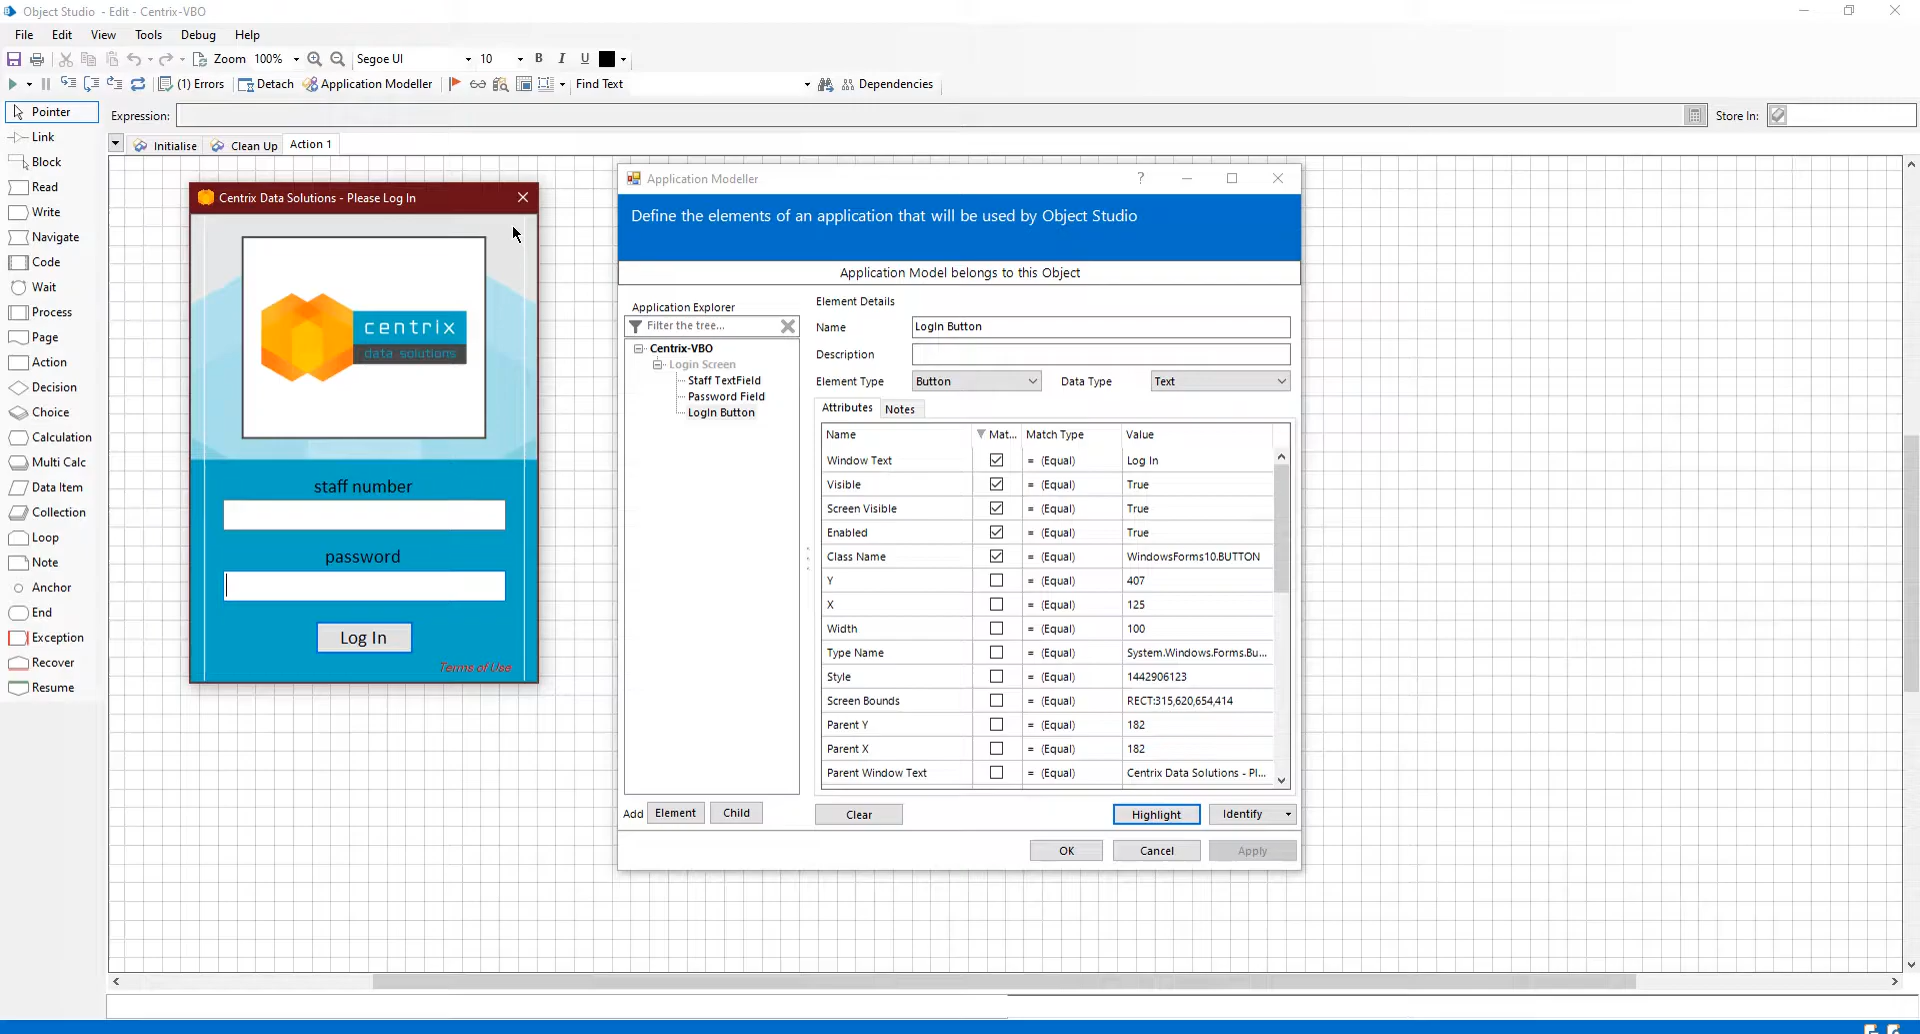 Object Studio - Edit - Centrix-VBO
File Edit View Tools Debug Help
Zoom 100% Segoe UI 10 B I U
(1) Errors Detach Application Modeller Find Text Dependencies
Pointer
Link
Block
Read
Write
Navigate
Code
Wait
Process
Page
Action
Decision
Choice
Calculation
Multi Calc
Data Item
Collection
Loop
Note
Anchor
End
Exception
Recover
Resume
Expression:
Store In:
Initialise Clean Up Action 1
Centrix Data Solutions - Please Log In
centrix
data solutions
staff number
password
Log In
Terms of Use
Application Modeller ?
Define the elements of an application that will be used by Object Studio
Application Model belongs to this Object
Application Explorer
Filter the tree...
Centrix-VBO
Login Screen
Staff TextField
Password Field
LogIn Button
Add Element Child
Element Details
Name LogIn Button
Description
Element Type Button Data Type Text
Attributes Notes
Name Mat... Match Type Value
Window Text = (Equal) Log In
Visible = (Equal) True
Screen Visible = (Equal) True
Enabled = (Equal) True
Class Name = (Equal) WindowsForms10.BUTTON
Y = (Equal) 407
X = (Equal) 125
Width = (Equal) 100
Type Name = (Equal) System.Windows.Forms.Bu...
Style = (Equal) 1442906123
Screen Bounds = (Equal) RECT:315,620,654,414
Parent Y = (Equal) 182
Parent X = (Equal) 182
Parent Window Text = (Equal) Centrix Data Solutions - Pl...
Clear Highlight Identify
OK Cancel Apply